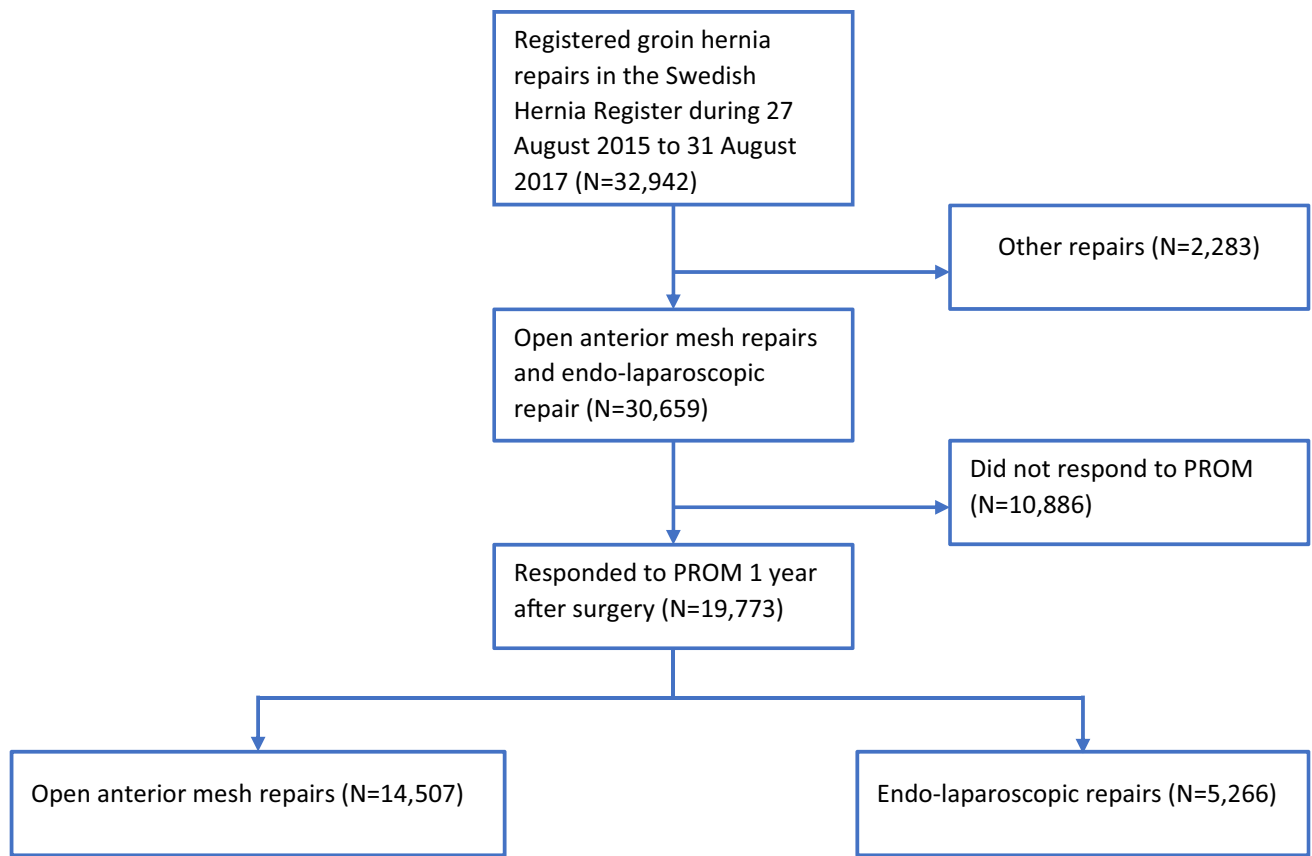 Registered groin hernia
repairs in the Swedish
Hernia Register during 27
August 2015 to 31 August
2017 (N=32,942)
Other repairs (N=2,283)
Open anterior mesh repairs
and endo-laparoscopic
repair (N=30,659)
Did not respond to PROM
(N=10,886)
Responded to PROM 1 year
after surgery (N=19,773)
Open anterior mesh repairs (N=14,507)
Endo-laparoscopic repairs (N=5,266)